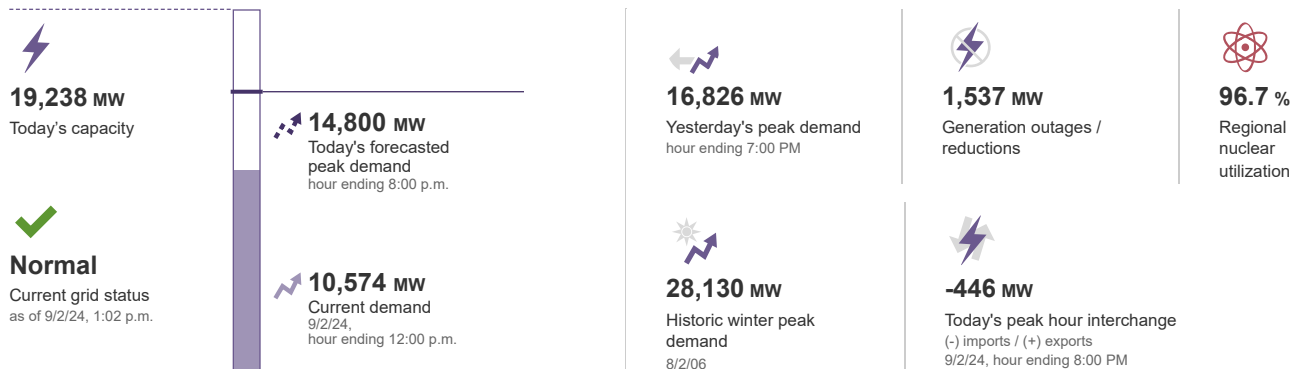 19,238 MW
Today's capacity
Normal
Current grid status
as of 9/2/24, 1:02 p.m.
14,800 MW
Today's forecasted
peak demand
hour ending 8:00 p.m.
10,574 MW
Current demand
9/2/24,
hour ending 12:00 p.m.
16,826 MW
Yesterday's peak demand
hour ending 7:00 PM
1,537 MW
Generation outages /
reductions
96.7 %
Regional
nuclear
utilization
28,130 MW
Historic winter peak
demand
8/2/06
-446 MW
Today's peak hour interchange
(-) imports / (+) exports
9/2/24, hour ending 8:00 PM